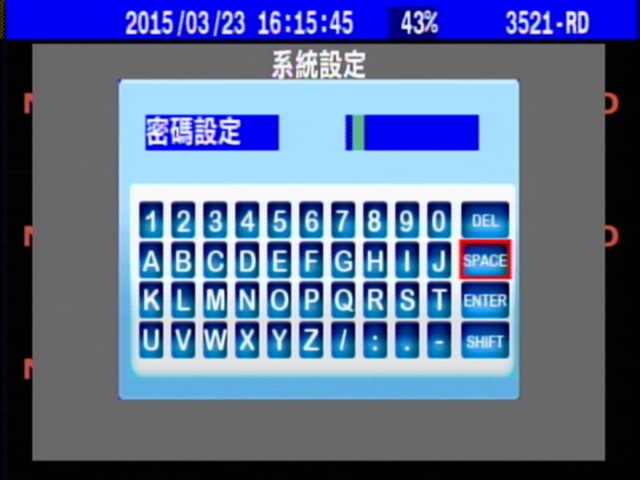 2015/03/23 16:15:45 43% 3521-RD
系統設定
密碼設定
1 2 3 4 5 6 7 8 9 0 DEL
A B C D E F G H I J SPACE
K L M N O P Q R S T ENTER
U V W X Y Z / : . - SHIFT